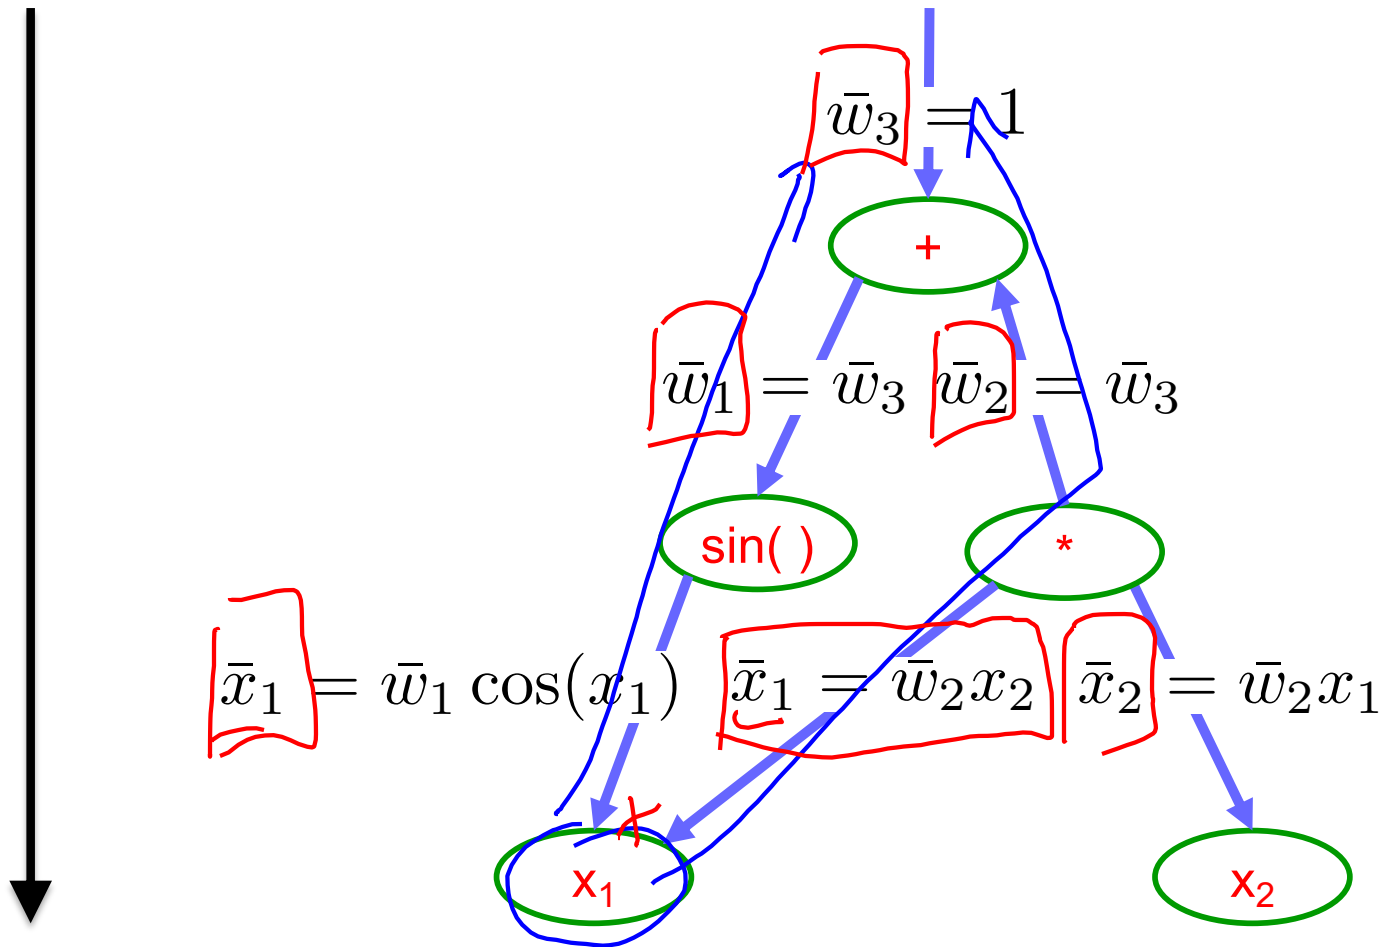 w̄₃ = 1
+
w̄₁ = w̄₃ w̄₂ = w̄₃
sin( ) *
x̄₁ = w̄₁ cos(x₁) x̄₁ = w̄₂x₂ x̄₂ = w̄₂x₁
+
x₁ x₂